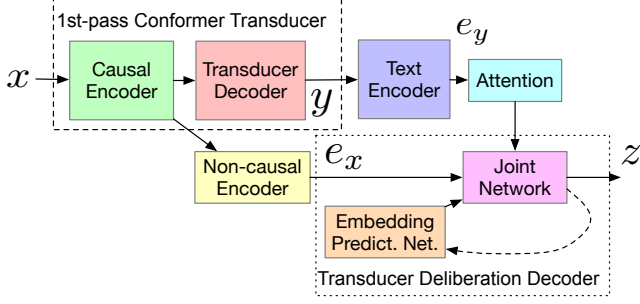 1st-pass Conformer Transducer
x
Causal
Encoder
Transducer
Decoder
y
Text
Encoder
e_y
Attention
Non-causal
Encoder
e_x
Joint
Network
z
Embedding
Predict. Net.
Transducer Deliberation Decoder